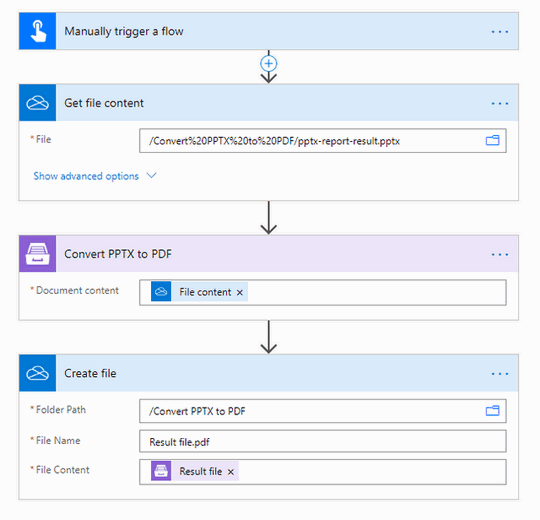 Manually trigger a flow
Get file content
* File /Convert%20PPTX%20to%20PDF/pptx-report-result.pptx
Show advanced options
Convert PPTX to PDF
* Document content File content ×
Create file
* Folder Path /Convert PPTX to PDF
* File Name Result file.pdf
* File Content Result file ×